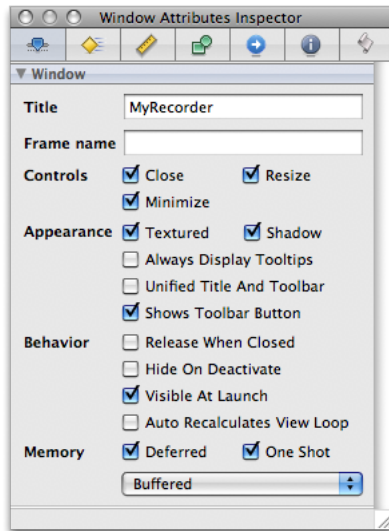 Window Attributes Inspector
Window
Title MyRecorder
Frame name
Controls Close Resize
Minimize
Appearance Textured Shadow
Always Display Tooltips
Unified Title And Toolbar
Shows Toolbar Button
Behavior Release When Closed
Hide On Deactivate
Visible At Launch
Auto Recalculates View Loop
Memory Deferred One Shot
Buffered